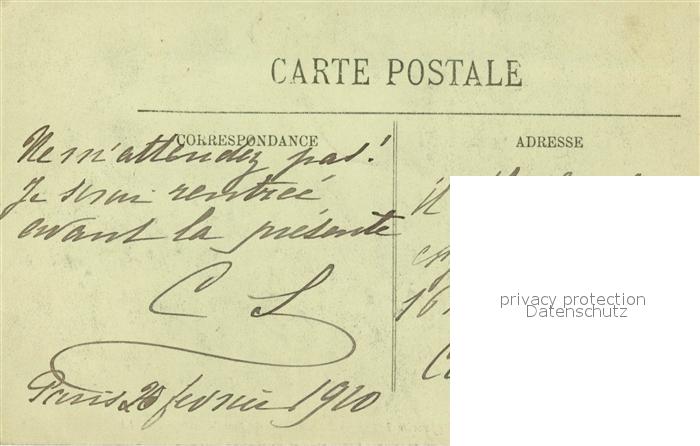 CARTE POSTALE
CORRESPONDANCE
ADRESSE
Ne m'attendez pas!
Je serai rentrée
avant la présente
C S
Paris 20 fevrier 1910
privacy protection
Datenschutz